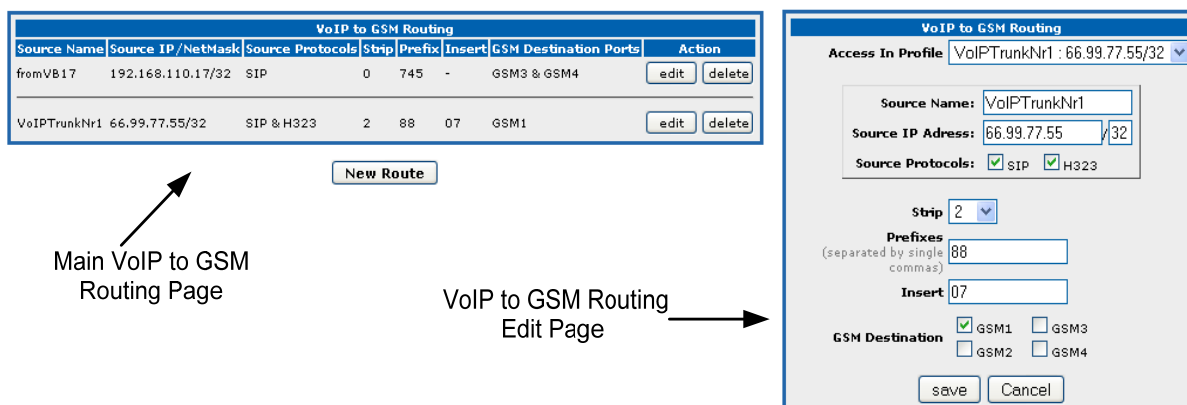 VoIP to GSM Routing
Source Name Source IP/NetMask Source Protocols Strip Prefix Insert GSM Destination Ports Action
fromVB17 192.168.110.17/32 SIP 0 745 - GSM3 & GSM4 edit delete
VoIPTrunkNr1 66.99.77.55/32 SIP & H323 2 88 07 GSM1 edit delete
New Route
Main VoIP to GSM
Routing Page
VoIP to GSM Routing
Edit Page
VoIP to GSM Routing
Access In Profile VoIPTrunkNr1 : 66.99.77.55/32
Source Name: VoIPTrunkNr1
Source IP Adress: 66.99.77.55 / 32
Source Protocols: SIP H323
Strip 2
Prefixes
(separated by single
commas)
88
Insert 07
GSM Destination
GSM1 GSM3
GSM2 GSM4
save Cancel